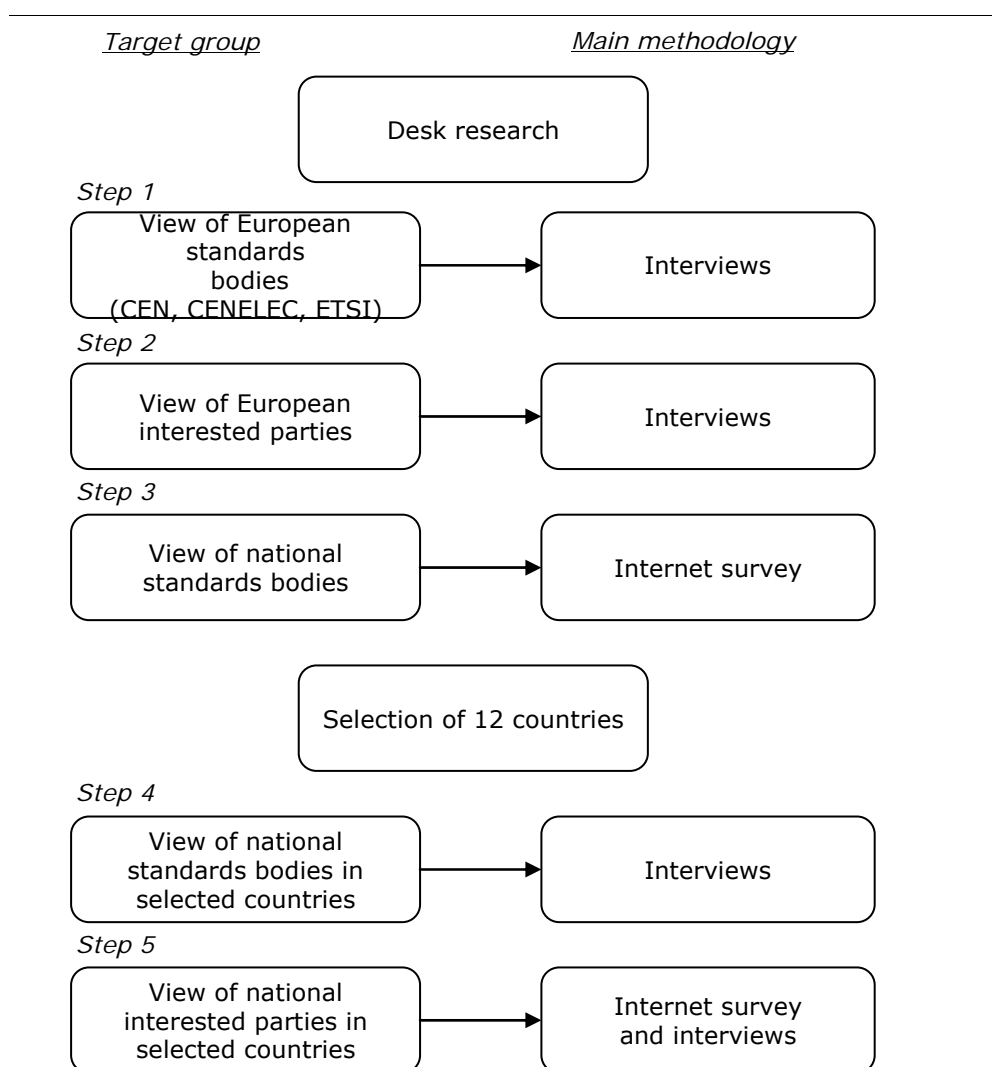 Target group
Main methodology
Desk research
Step 1
View of European
standards
bodies
(CEN, CENELEC, ETSI)
Interviews
Step 2
View of European
interested parties
Interviews
Step 3
View of national
standards bodies
Internet survey
Selection of 12 countries
Step 4
View of national
standards bodies in
selected countries
Interviews
Step 5
View of national
interested parties in
selected countries
Internet survey
and interviews